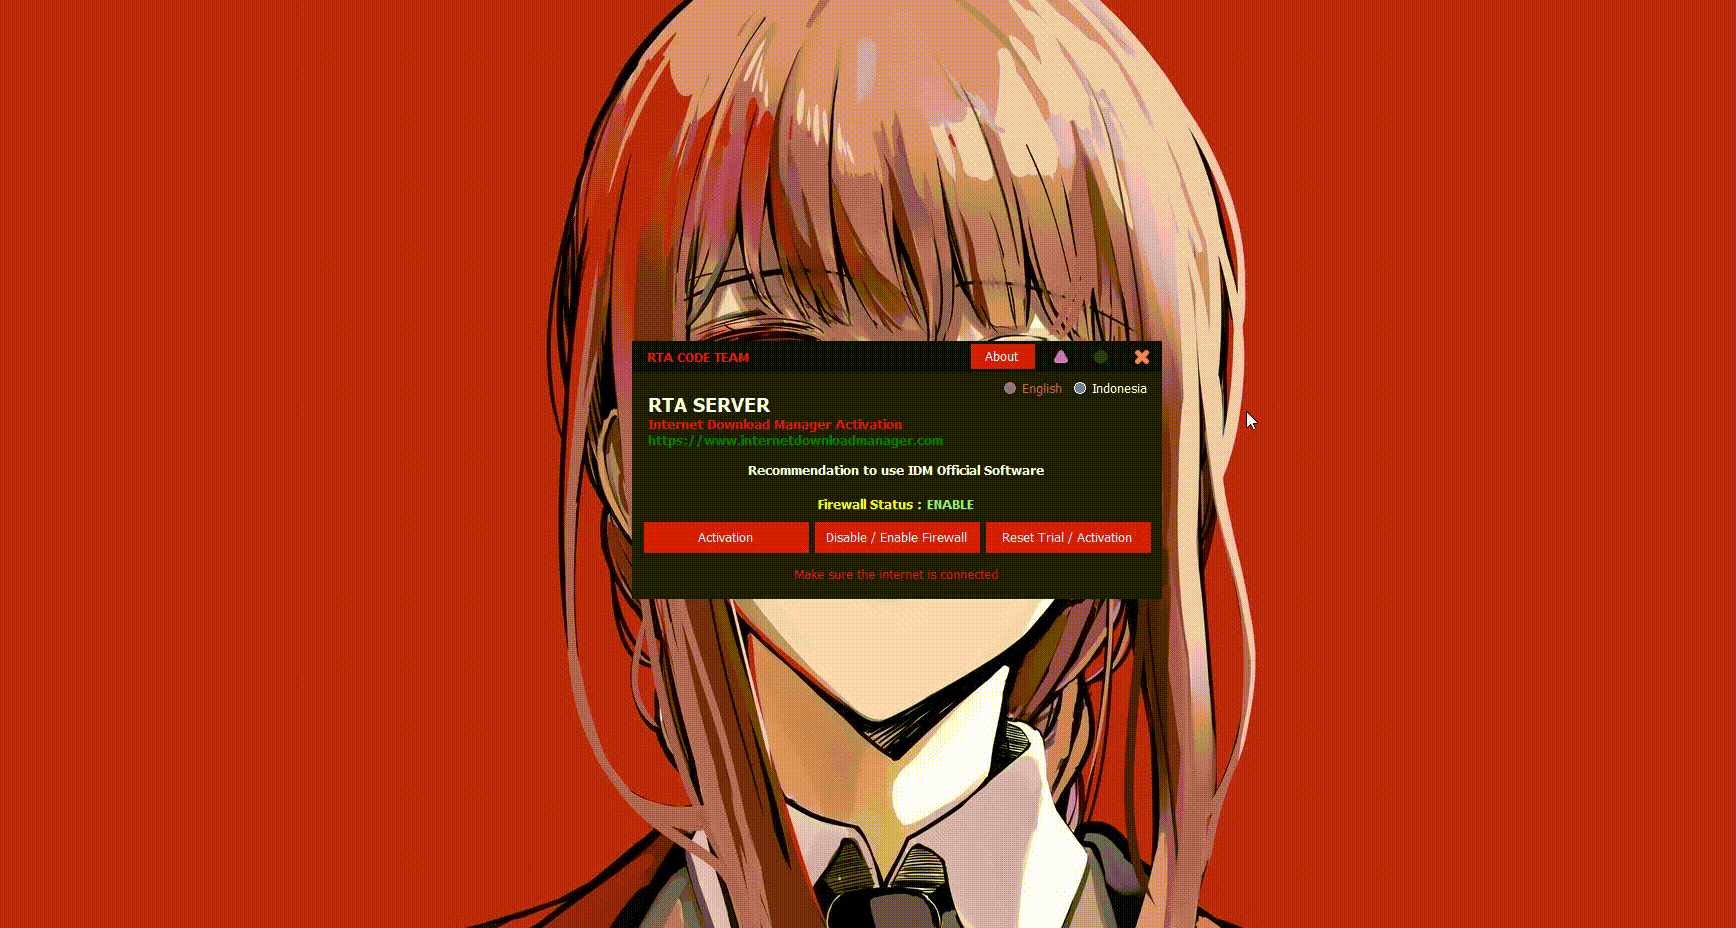 RTA CODE TEAM About
English Indonesia
RTA SERVER
Internet Download Manager Activation
https://www.internetdownloadmanager.com
Recommendation to use IDM Official Software
Firewall Status : ENABLE
Activation Disable / Enable Firewall Reset Trial / Activation
Make sure the internet is connected